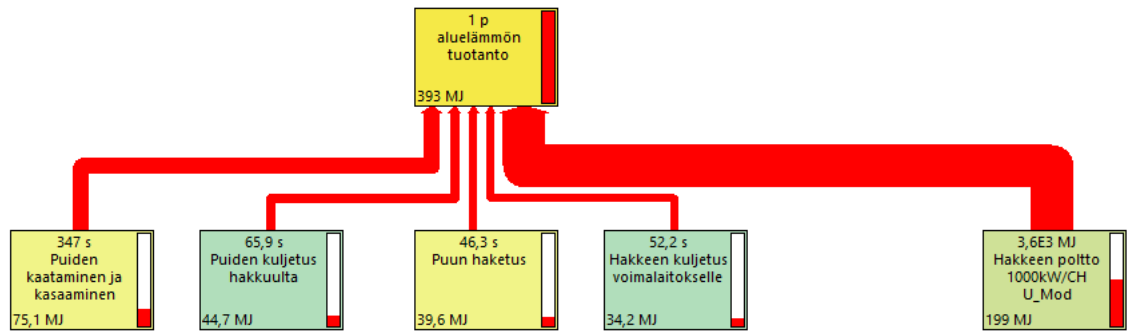 1 p
aluelämmön
tuotanto
393 MJ
347 s
Puiden
kaataminen ja
kasaaminen
75,1 MJ
65,9 s
Puiden kuljetus
hakkuulta
44,7 MJ
46,3 s
Puun haketus
39,6 MJ
52,2 s
Hakkeen kuljetus
voimalaitokselle
34,2 MJ
3,6E3 MJ
Hakkeen poltto
1000kW/CH
U_Mod
199 MJ